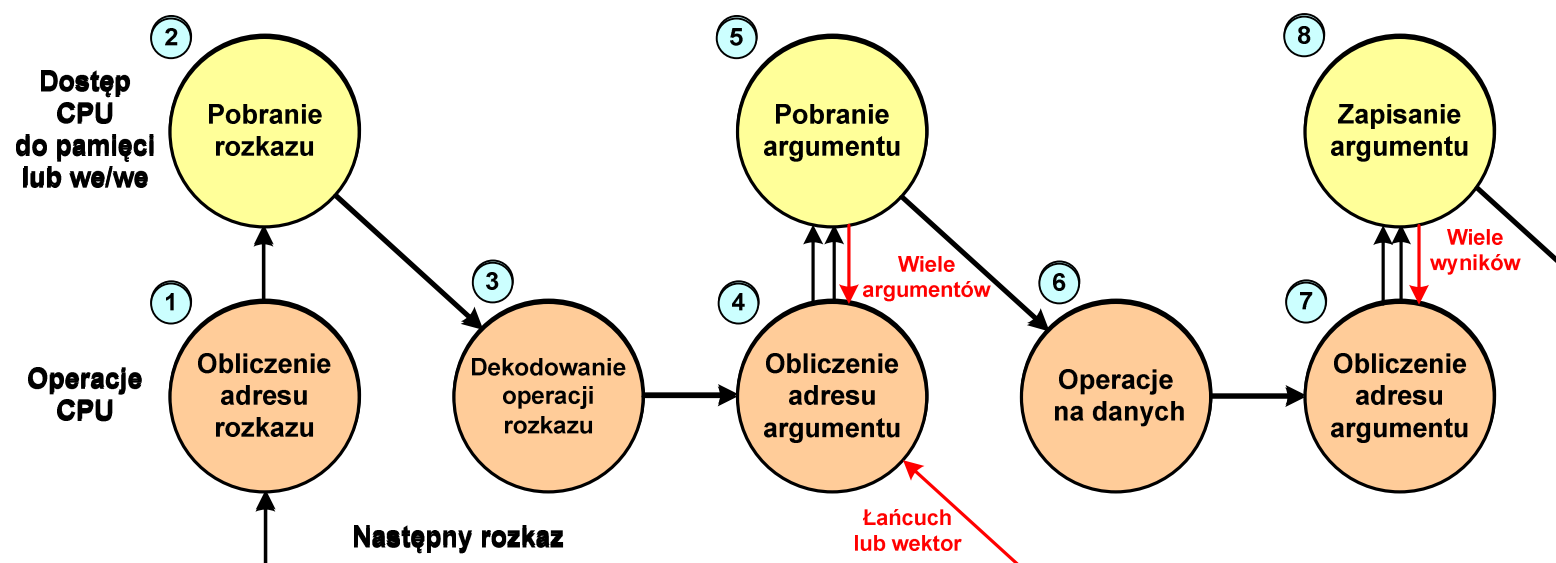 2
5
8
Dostęp
CPU
do pamięci
lub we/we
Pobranie
rozkazu
Pobranie
argumentu
Zapisanie
argumentu
1
3
Wiele
argumentów
4
6
Wiele
wyników
7
Operacje
CPU
Obliczenie
adresu
rozkazu
Dekodowanie
operacji
rozkazu
Obliczenie
adresu
argumentu
Operacje
na danych
Obliczenie
adresu
argumentu
Następny rozkaz
Łańcuch
lub wektor